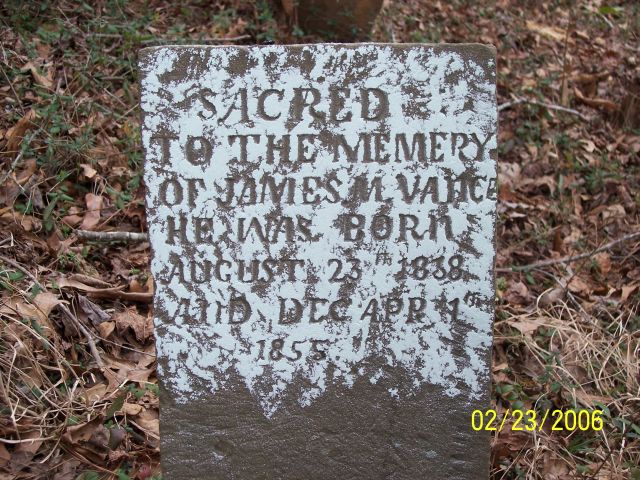 SACRED
TO THE MEMERY
OF JAMES M VANCE
HE WAS BORN
AUGUST 23TH 1838
AND DEC APR 1ST
1855
02/23/2006